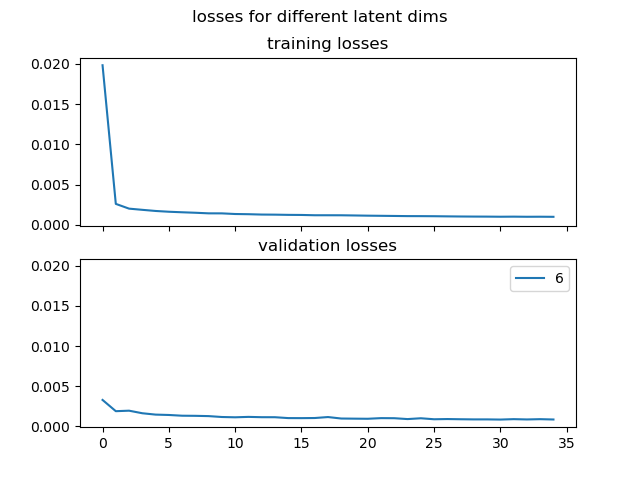 losses for different latent dims
training losses
0.020
0.015
0.010
0.005
0.000
validation losses
0.020
0.015
0.010
0.005
0.000
6
0 5 10 15 20 25 30 35